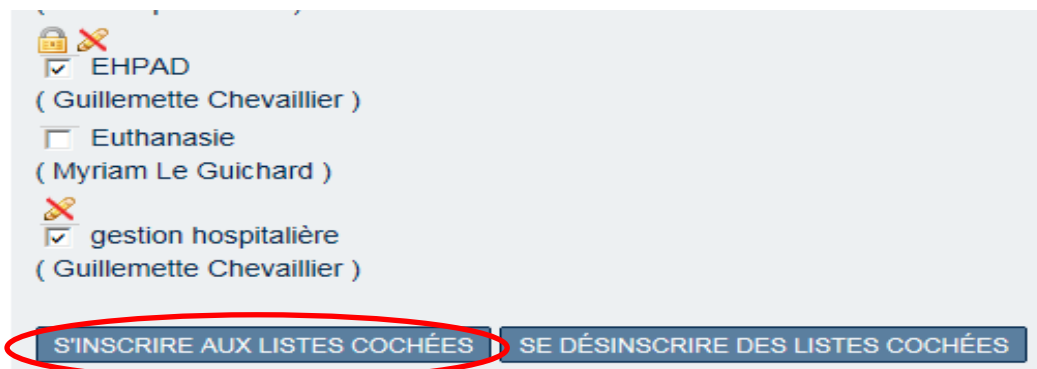 EHPAD
( Guillemette Chevaillier )
Euthanasie
( Myriam Le Guichard )
gestion hospitalière
( Guillemette Chevaillier )
S'INSCRIRE AUX LISTES COCHÉES SE DÉSINSCRIRE DES LISTES COCHÉES